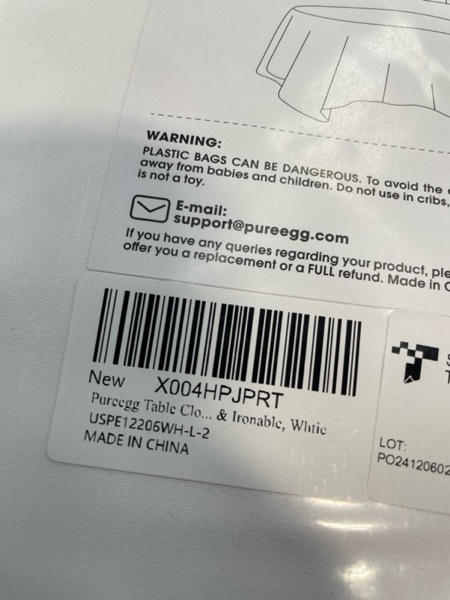 WARNING:
PLASTIC BAGS CAN BE DANGEROUS. To avoid the
away from babies and children. Do not use in cribs,
is not a toy.
E-mail:
support@pureegg.com
If you have any queries regarding your product, ple
offer you a replacement or a FULL refund. Made in C
New X004HPJPRT
Pureegg Table Clo... & Ironable, Whtie
USPE12206WH-L-2
MADE IN CHINA
LOT:
PO24120602